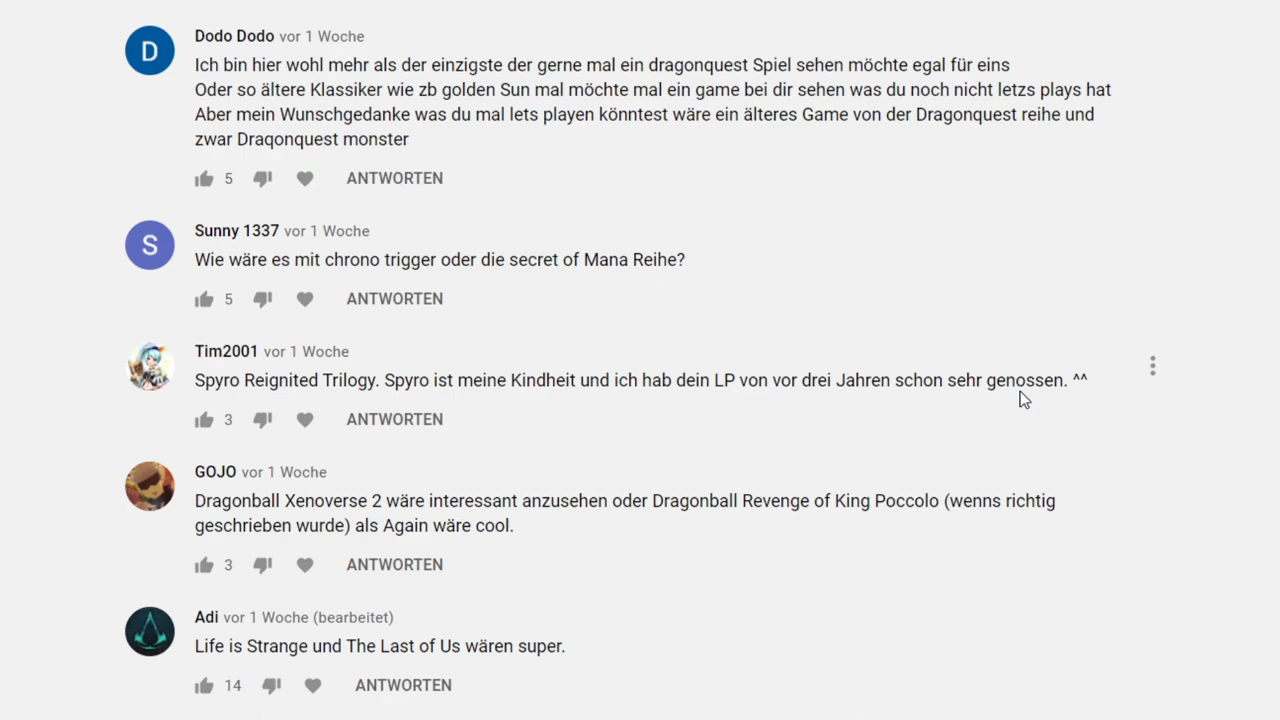 D
Dodo Dodo vor 1 Woche
Ich bin hier wohl mehr als der einzigste der gerne mal ein dragonquest Spiel sehen möchte egal für eins
Oder so ältere Klassiker wie zb golden Sun mal möchte mal ein game bei dir sehen was du noch nicht letzs plays hat
Aber mein Wunschgedanke was du mal lets playen könntest wäre ein älteres Game von der Dragonquest reihe und
zwar Draqonquest monster
5 ANTWORTEN
S
Sunny 1337 vor 1 Woche
Wie wäre es mit chrono trigger oder die secret of Mana Reihe?
5 ANTWORTEN
Tim2001 vor 1 Woche
Spyro Reignited Trilogy. Spyro ist meine Kindheit und ich hab dein LP von vor drei Jahren schon sehr genossen. ^^
3 ANTWORTEN
GOJO vor 1 Woche
Dragonball Xenoverse 2 wäre interessant anzusehen oder Dragonball Revenge of King Poccolo (wenns richtig
geschrieben wurde) als Again wäre cool.
3 ANTWORTEN
Adi vor 1 Woche (bearbeitet)
Life is Strange und The Last of Us wären super.
14 ANTWORTEN